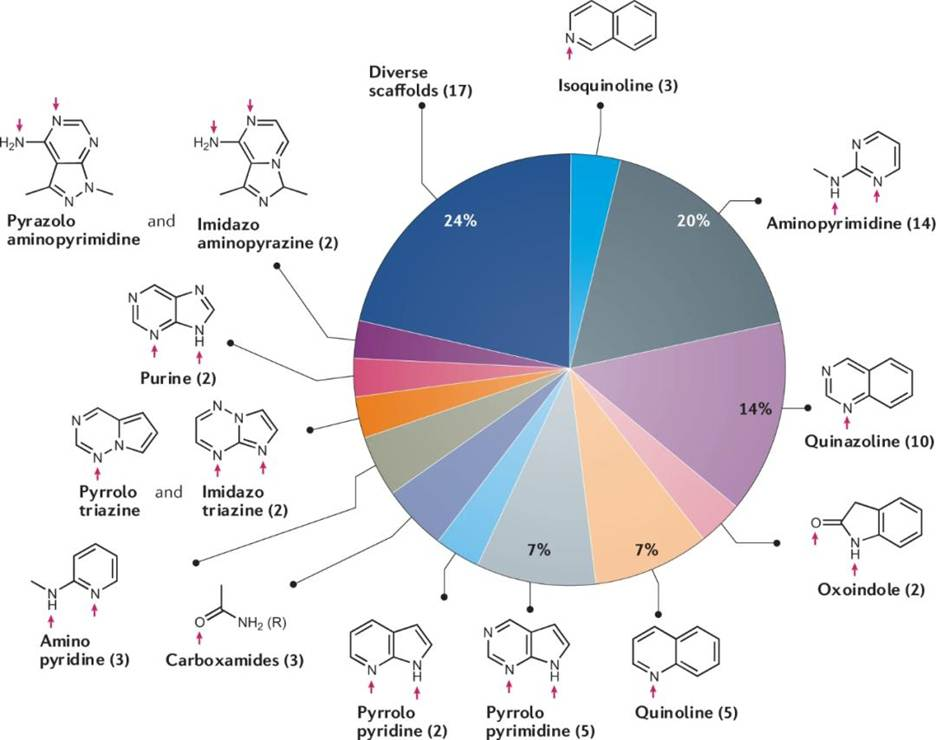 N
Isoquinoline (3)
Diverse
scaffolds (17)
H₂N
N
N
N
N
Pyrazolo
aminopyrimidine
and
H₂N
N
N
N
Imidazo
aminopyrazine (2)
24%
20%
N
N
H
N
Aminopyrimidine (14)
N
N
N
N
H
Purine (2)
14%
N
N
Quinazoline (10)
N
N
N
Pyrrolo
triazine
and
N
N
N
N
Imidazo
triazine (2)
O
N
H
Oxoindole (2)
7%
7%
N
H
N
Amino
pyridine (3)
O
NH₂ (R)
Carboxamides (3)
N
N
H
Pyrrolo
pyridine (2)
N
N
N
H
Pyrrolo
pyrimidine (5)
N
Quinoline (5)